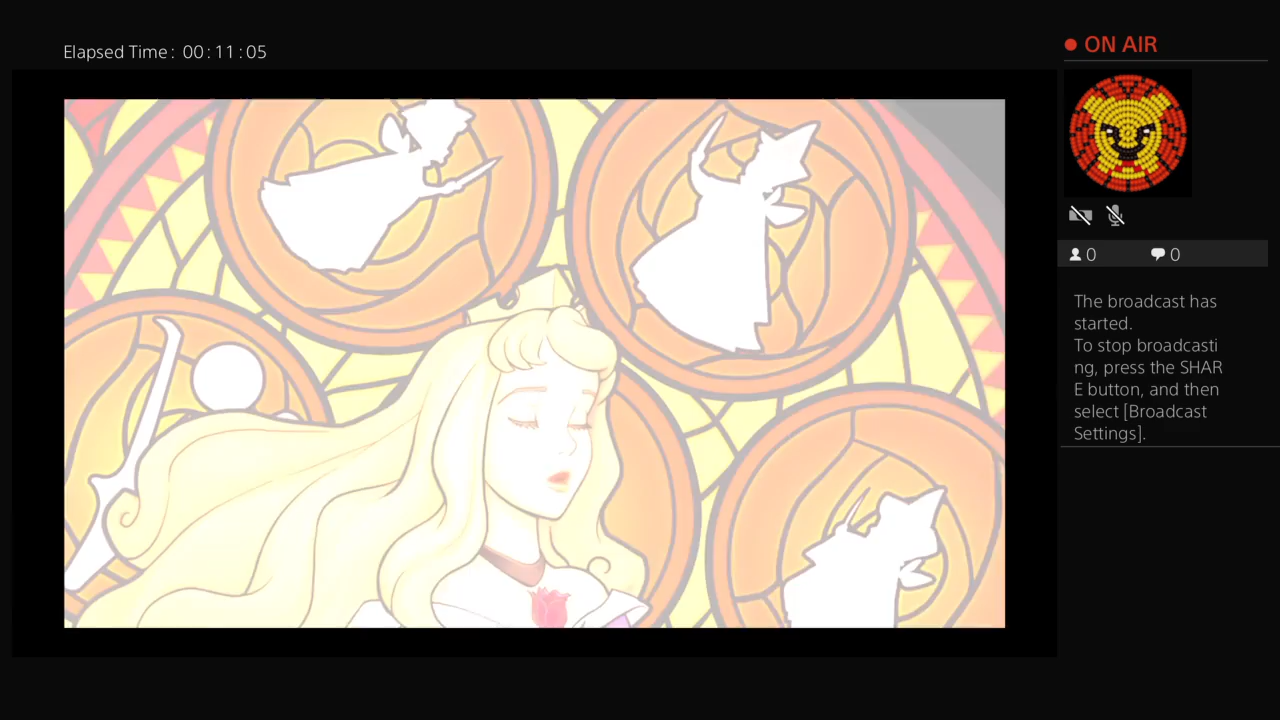 Elapsed Time: 00:11:05
ON AIR
0 0
The broadcast has
started.
To stop broadcasti
ng, press the SHAR
E button, and then
select [Broadcast
Settings].